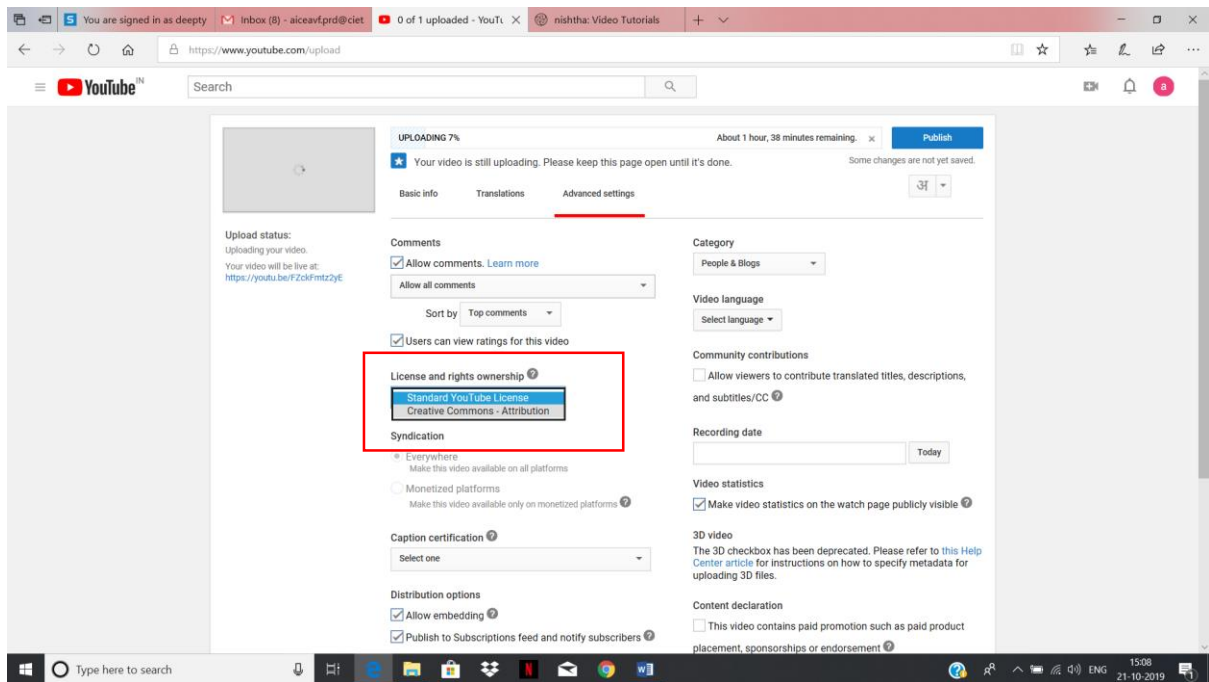 You are signed in as deepty
Inbox (8) - aiceavf.prd@ciet
0 of 1 uploaded - YouTu
nishtha: Video Tutorials
https://www.youtube.com/upload
YouTube IN
Search
a
UPLOADING 7%
About 1 hour, 38 minutes remaining.
Publish
Your video is still uploading. Please keep this page open until it's done.
Some changes are not yet saved.
Basic info
Translations
Advanced settings
अ
Upload status:
Uploading your video.
Your video will be live at:
https://youtu.be/FZckFmtz2yE
Comments
Allow comments. Learn more
Allow all comments
Sort by Top comments
Users can view ratings for this video
License and rights ownership
Standard YouTube License
Creative Commons - Attribution
Syndication
Everywhere
Make this video available on all platforms
Monetized platforms
Make this video available only on monetized platforms
Caption certification
Select one
Distribution options
Allow embedding
Publish to Subscriptions feed and notify subscribers
Category
People & Blogs
Video language
Select language
Community contributions
Allow viewers to contribute translated titles, descriptions,
and subtitles/CC
Recording date
Today
Video statistics
Make video statistics on the watch page publicly visible
3D video
The 3D checkbox has been deprecated. Please refer to this Help
Center article for instructions on how to specify metadata for
uploading 3D files.
Content declaration
This video contains paid promotion such as paid product
placement, sponsorships or endorsement
Type here to search
ENG
15:08
21-10-2019